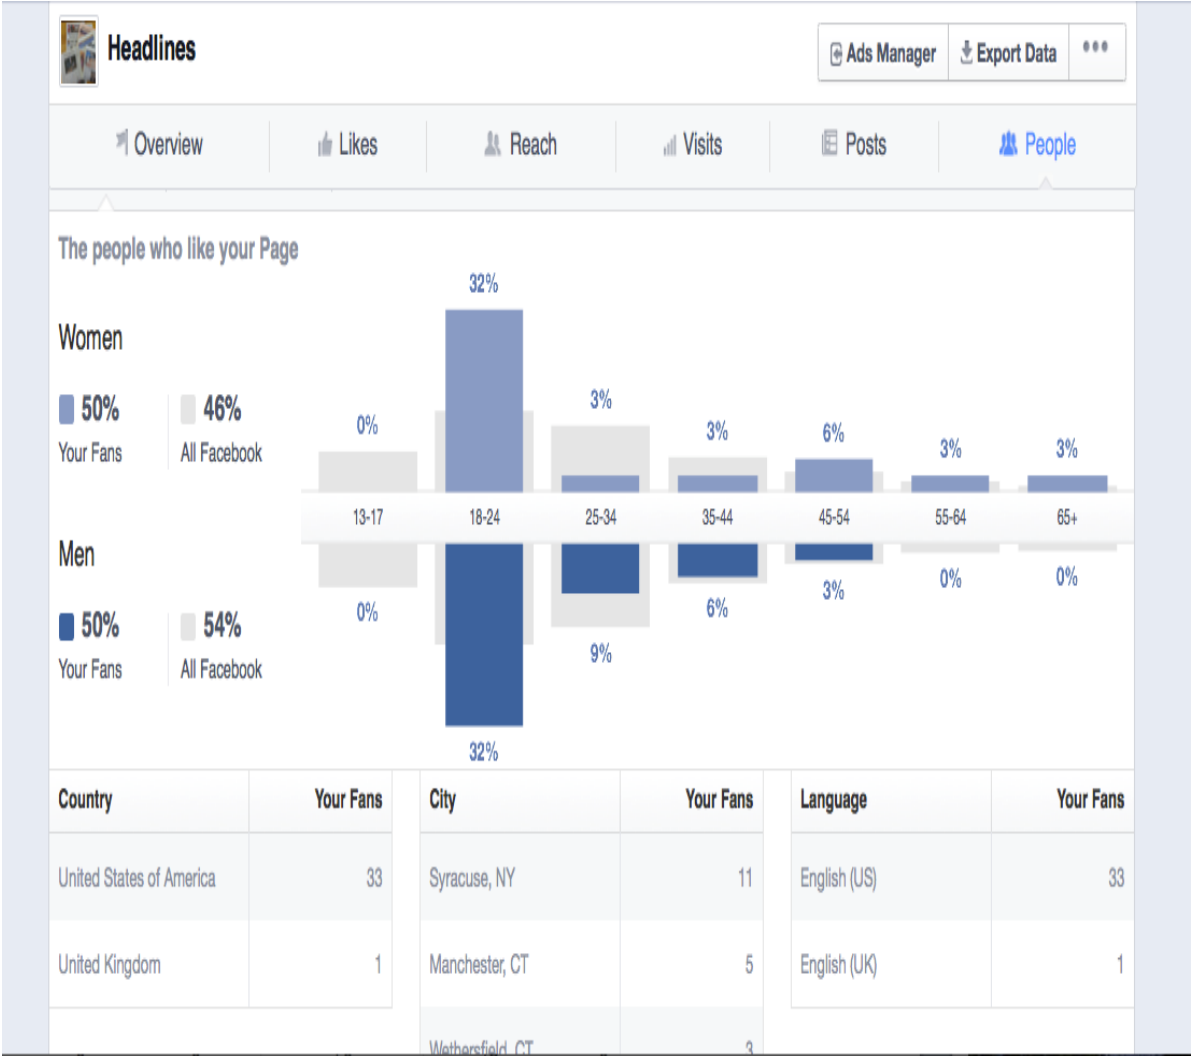 Headlines
Ads Manager Export Data
Overview Likes Reach Visits Posts People
The people who like your Page
Women
50% 46%
Your Fans All Facebook
0% 32% 3% 3% 6% 3% 3%
13-17 18-24 25-34 35-44 45-54 55-64 65+
Men
50% 54%
Your Fans All Facebook
0% 32% 9% 6% 3% 0% 0%
Country Your Fans City Your Fans Language Your Fans
United States of America 33 Syracuse, NY 11 English (US) 33
United Kingdom 1 Manchester, CT 5 English (UK) 1
Wethersfield, CT 3